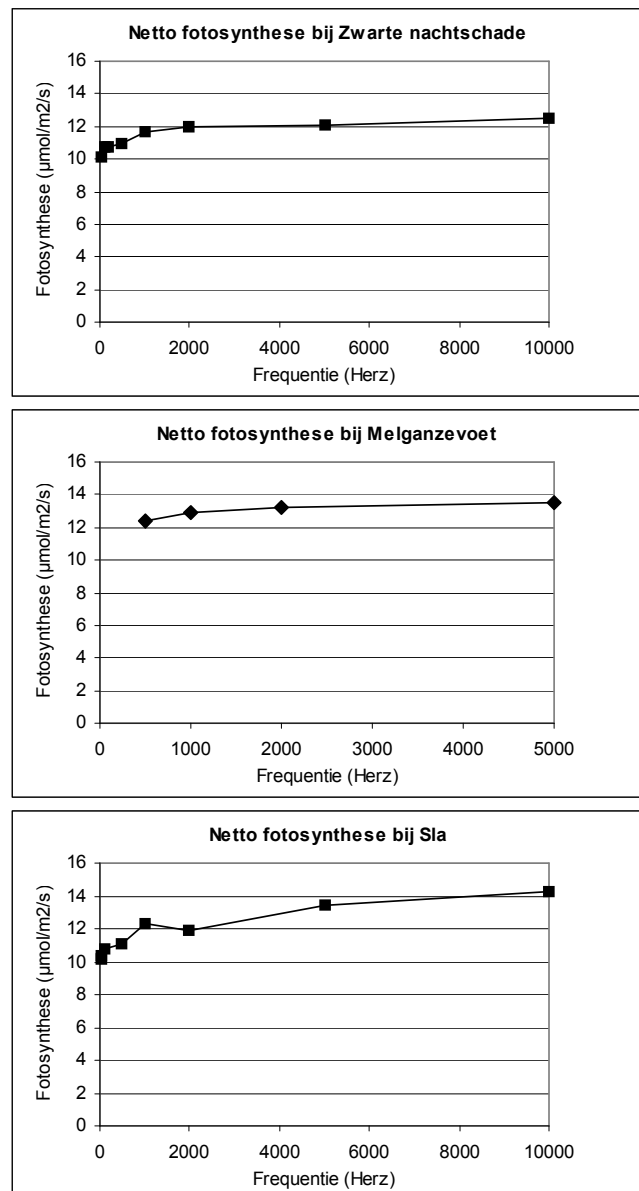 Netto fotosynthese bij Zwarte nachtschade
Fotosynthese (µmol/m2/s)
16
14
12
10
8
6
4
2
0
0 2000 4000 6000 8000 10000
Frequentie (Herz)
Netto fotosynthese bij Melganzevoet
Fotosynthese (µmol/m2/s)
16
14
12
10
8
6
4
2
0
0 1000 2000 3000 4000 5000
Frequentie (Herz)
Netto fotosynthese bij Sla
Fotosynthese (µmol/m2/s)
16
14
12
10
8
6
4
2
0
0 2000 4000 6000 8000 10000
Frequentie (Herz)